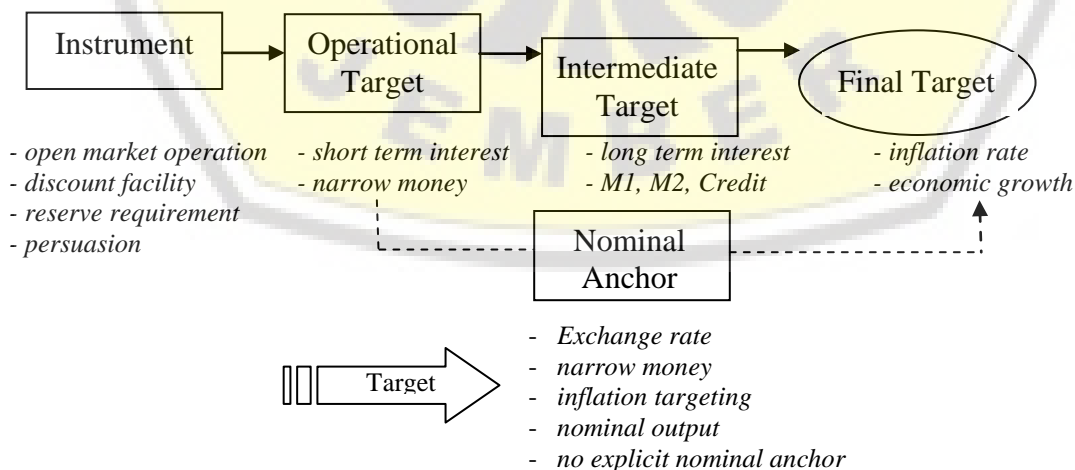 Instrument
Operational
Target
Intermediate
Target
Final Target
- open market operation
- discount facility
- reserve requirement
- persuasion
- short term interest
- narrow money
- long term interest
- M1, M2, Credit
- inflation rate
- economic growth
Nominal
Anchor
Target
- Exchange rate
- narrow money
- inflation targeting
- nominal output
- no explicit nominal anchor
JEMBER